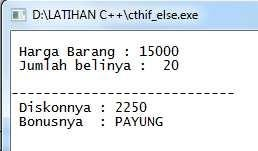 D:\LATIHAN C++\cthif_else.exe
Harga Barang : 15000
Jumlah belinya : 20
----------------------------
Diskonnya : 2250
Bonusnya : PAYUNG